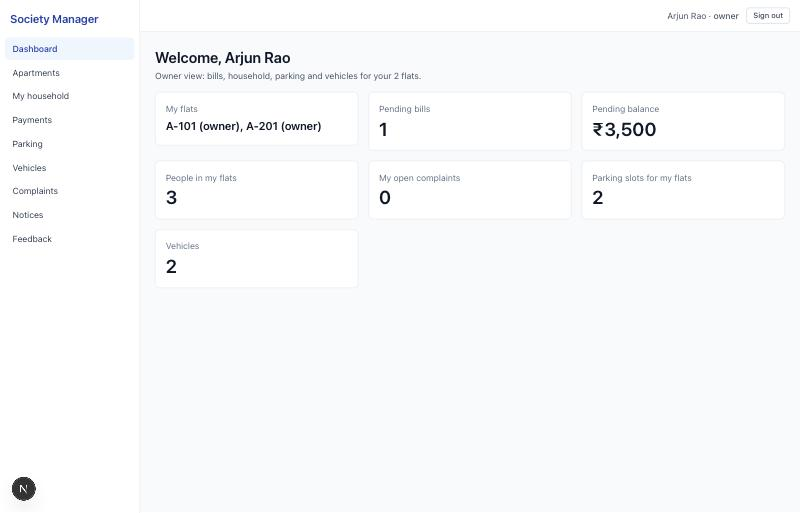 Society Manager
Arjun Rao · owner
Sign out
Dashboard
Apartments
My household
Payments
Parking
Vehicles
Complaints
Notices
Feedback
Welcome, Arjun Rao
Owner view: bills, household, parking and vehicles for your 2 flats.
My flats
A-101 (owner), A-201 (owner)
Pending bills
1
Pending balance
₹3,500
People in my flats
3
My open complaints
0
Parking slots for my flats
2
Vehicles
2
N